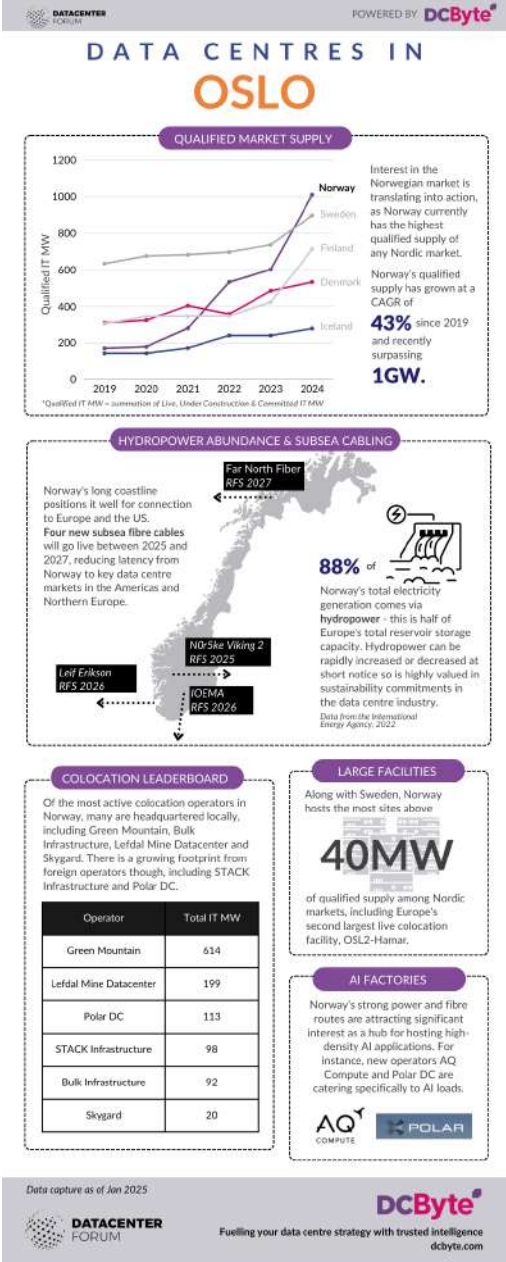 DATACENTER
FORUM
POWERED BY DCByte
DATA CENTRES IN
OSLO
QUALIFIED MARKET SUPPLY
1200
1000
800
600
400
200
0
Qualified IT MW
2019 2020 2021 2022 2023 2024
Norway
Sweden
Finland
Denmark
Iceland
*Qualified IT MW = summation of Live, Under Construction & Committed IT MW
Interest in the
Norwegian market is
translating into action,
as Norway currently
has the highest
qualified supply of
any Nordic market.
Norway's qualified
supply has grown at a
CAGR of
43% since 2019
and recently
surpassing
1GW.
HYDROPOWER ABUNDANCE & SUBSEA CABLING
Far North Fiber
RFS 2027
Norway's long coastline
positions it well for connection
to Europe and the US.
Four new subsea fibre cables
will go live between 2025 and
2027, reducing latency from
Norway to key data centre
markets in the Americas and
Northern Europe.
N0r5ke Viking 2
RFS 2025
Leif Erikson
RFS 2026
IOEMA
RFS 2026
88% of
Norway's total electricity
generation comes via
hydropower - this is half of
Europe's total reservoir storage
capacity. Hydropower can be
rapidly increased or decreased at
short notice so is highly valued in
sustainability commitments in
the data centre industry.
Data from the International
Energy Agency, 2022
COLOCATION LEADERBOARD
Of the most active colocation operators in
Norway, many are headquartered locally,
including Green Mountain, Bulk
Infrastructure, Lefdal Mine Datacenter and
Skygard. There is a growing footprint from
foreign operators though, including STACK
Infrastructure and Polar DC.
Operator Total IT MW
Green Mountain 614
Lefdal Mine Datacenter 199
Polar DC 113
STACK Infrastructure 98
Bulk Infrastructure 92
Skygard 20
LARGE FACILITIES
Along with Sweden, Norway
hosts the most sites above
40MW
of qualified supply among Nordic
markets, including Europe's
second largest live colocation
facility, OSL2-Hamar.
AI FACTORIES
Norway's strong power and fibre
routes are attracting significant
interest as a hub for hosting high-
density AI applications. For
instance, new operators AQ
Compute and Polar DC are
catering specifically to AI loads.
AQ
COMPUTE
POLAR
Data capture as of Jan 2025
DATACENTER
FORUM
DCByte
Fuelling your data centre strategy with trusted intelligence
dcbyte.com